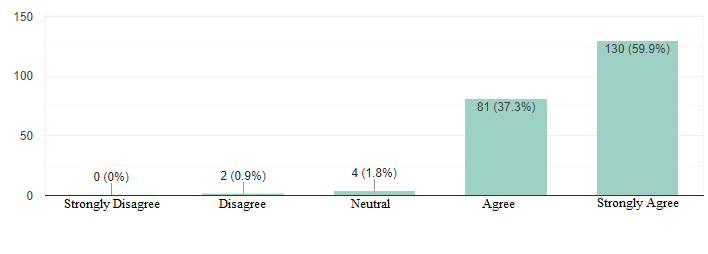 150
100
50
0
0 (0%)
2 (0.9%)
4 (1.8%)
81 (37.3%)
130 (59.9%)
Strongly Disagree
Disagree
Neutral
Agree
Strongly Agree